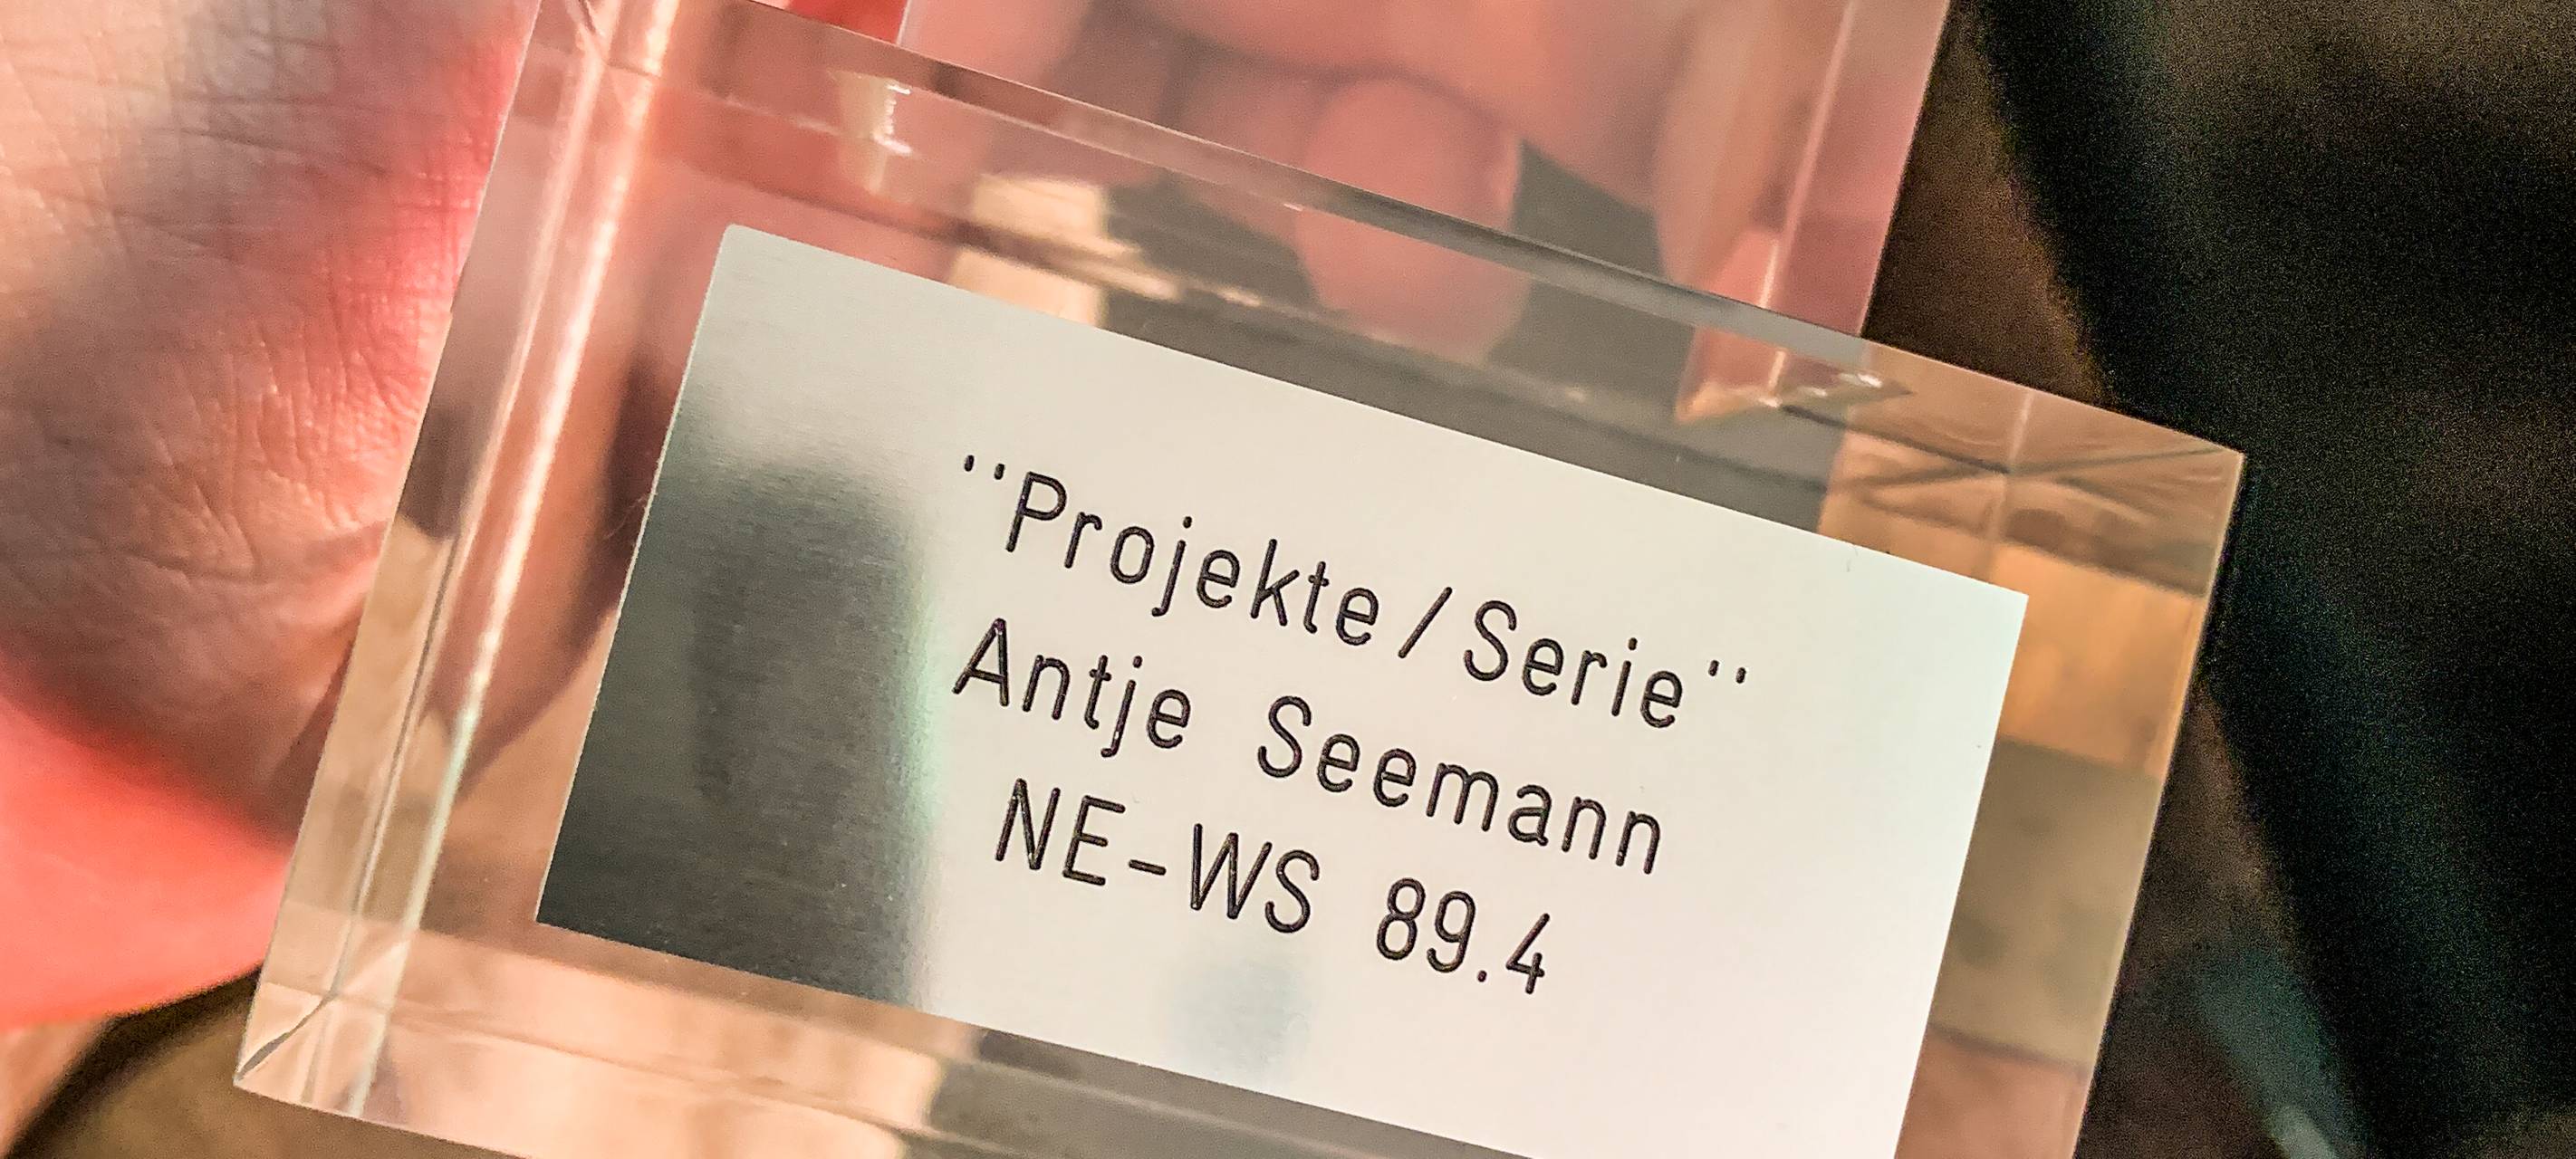 "Projekte/Serie"
Antje Seemann
NE-WS 89.4